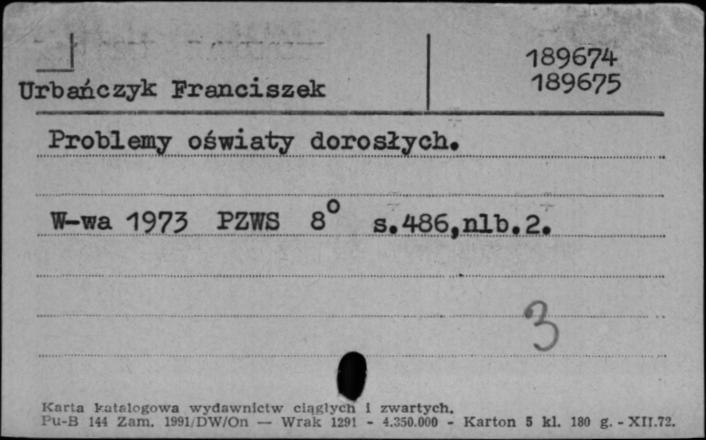 189674
189675
Urbańczyk Franciszek
Problemy oświaty dorosłych.
W-wa 1973 PZWS 8° s.486,nlb.2.
3
Karta katalogowa wydawnictw ciągłych i zwartych.
Pu-B 144 Zam. 1991/DW/On — Wrak 1291 - 4.350.000 - Karton 5 kl. 180 g. - XII.72.